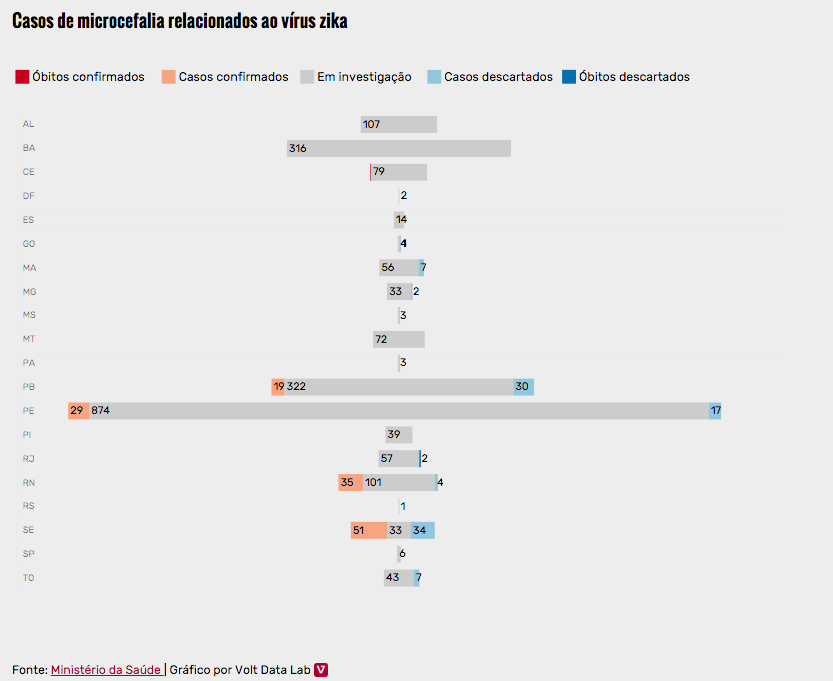 Casos de microcefalia relacionados ao vírus zika
Óbitos confirmados Casos confirmados Em investigação Casos descartados Óbitos descartados
AL 107
BA 316
CE 79
DF 2
ES 14
GO 4
MA 56 7
MG 33 2
MS 3
MT 72
PA 3
PB 19 322 30
PE 29 874 17
PI 39
RJ 57 2
RN 35 101 4
RS 1
SE 51 33 34
SP 6
TO 43 7
Fonte: Ministério da Saúde | Gráfico por Volt Data Lab V